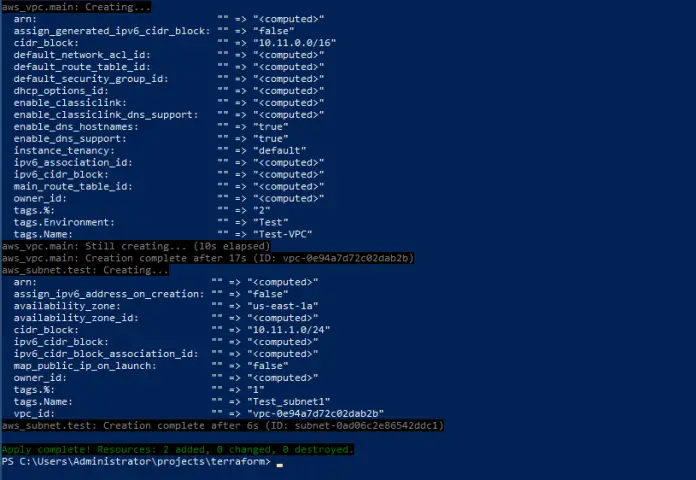 aws_vpc.main: Creating...
  arn:                              "" => "<computed>"
  assign_generated_ipv6_cidr_block: "" => "false"
  cidr_block:                       "" => "10.11.0.0/16"
  default_network_acl_id:           "" => "<computed>"
  default_route_table_id:           "" => "<computed>"
  default_security_group_id:        "" => "<computed>"
  dhcp_options_id:                  "" => "<computed>"
  enable_classiclink:               "" => "<computed>"
  enable_classiclink_dns_support:   "" => "<computed>"
  enable_dns_hostnames:             "" => "true"
  enable_dns_support:               "" => "true"
  instance_tenancy:                 "" => "default"
  ipv6_association_id:              "" => "<computed>"
  ipv6_cidr_block:                  "" => "<computed>"
  main_route_table_id:              "" => "<computed>"
  owner_id:                         "" => "<computed>"
  tags.%:                           "" => "2"
  tags.Environment:                 "" => "Test"
  tags.Name:                        "" => "Test-VPC"
aws_vpc.main: Still creating... (10s elapsed)
aws_vpc.main: Creation complete after 17s (ID: vpc-0e94a7d72c02dab2b)
aws_subnet.test: Creating...
  arn:                             "" => "<computed>"
  assign_ipv6_address_on_creation: "" => "false"
  availability_zone:               "" => "us-east-1a"
  availability_zone_id:            "" => "<computed>"
  cidr_block:                      "" => "10.11.1.0/24"
  ipv6_cidr_block:                 "" => "<computed>"
  ipv6_cidr_block_association_id:  "" => "<computed>"
  map_public_ip_on_launch:         "" => "false"
  owner_id:                        "" => "<computed>"
  tags.%:                          "" => "1"
  tags.Name:                       "" => "Test_subnet1"
  vpc_id:                          "" => "vpc-0e94a7d72c02dab2b"
aws_subnet.test: Creation complete after 6s (ID: subnet-0ad06c2e86542ddc1)
Apply complete! Resources: 2 added, 0 changed, 0 destroyed.
PS C:\Users\Administrator\projects\terraform>